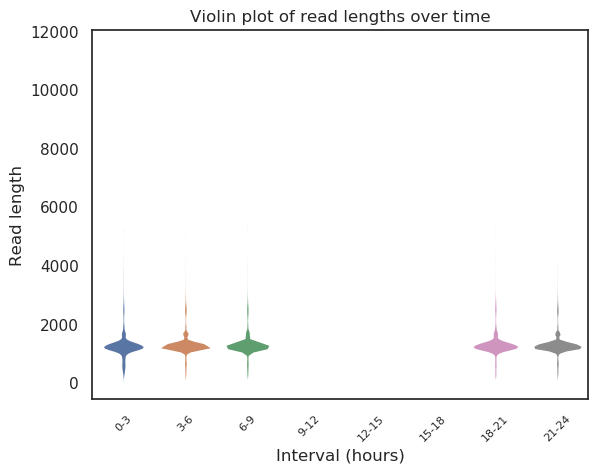 Violin plot of read lengths over time
12000
10000
8000
6000
4000
2000
0
Read length
0-3 3-6 6-9 9-12 12-15 15-18 18-21 21-24
Interval (hours)